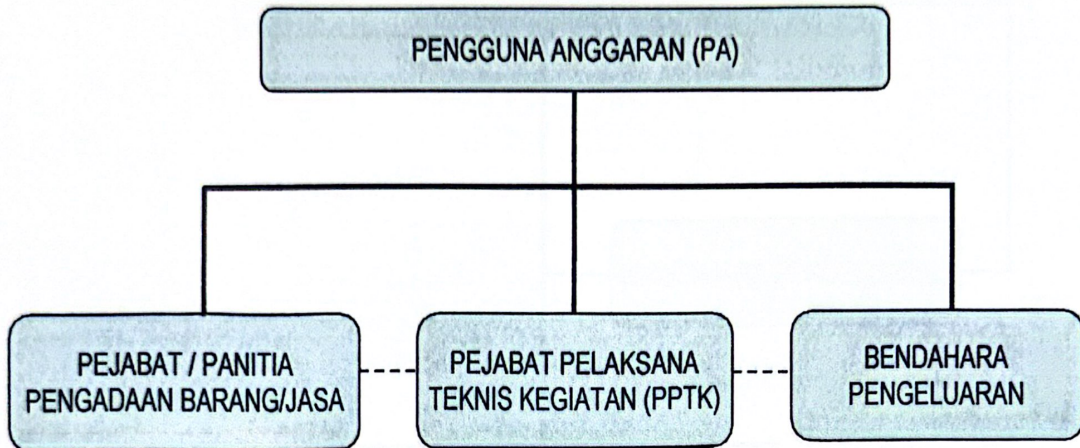 PENGGUNA ANGGARAN (PA)
PEJABAT / PANITIA
PENGADAAN BARANG/JASA
PEJABAT PELAKSANA
TEKNIS KEGIATAN (PPTK)
BENDAHARA
PENGELUARAN